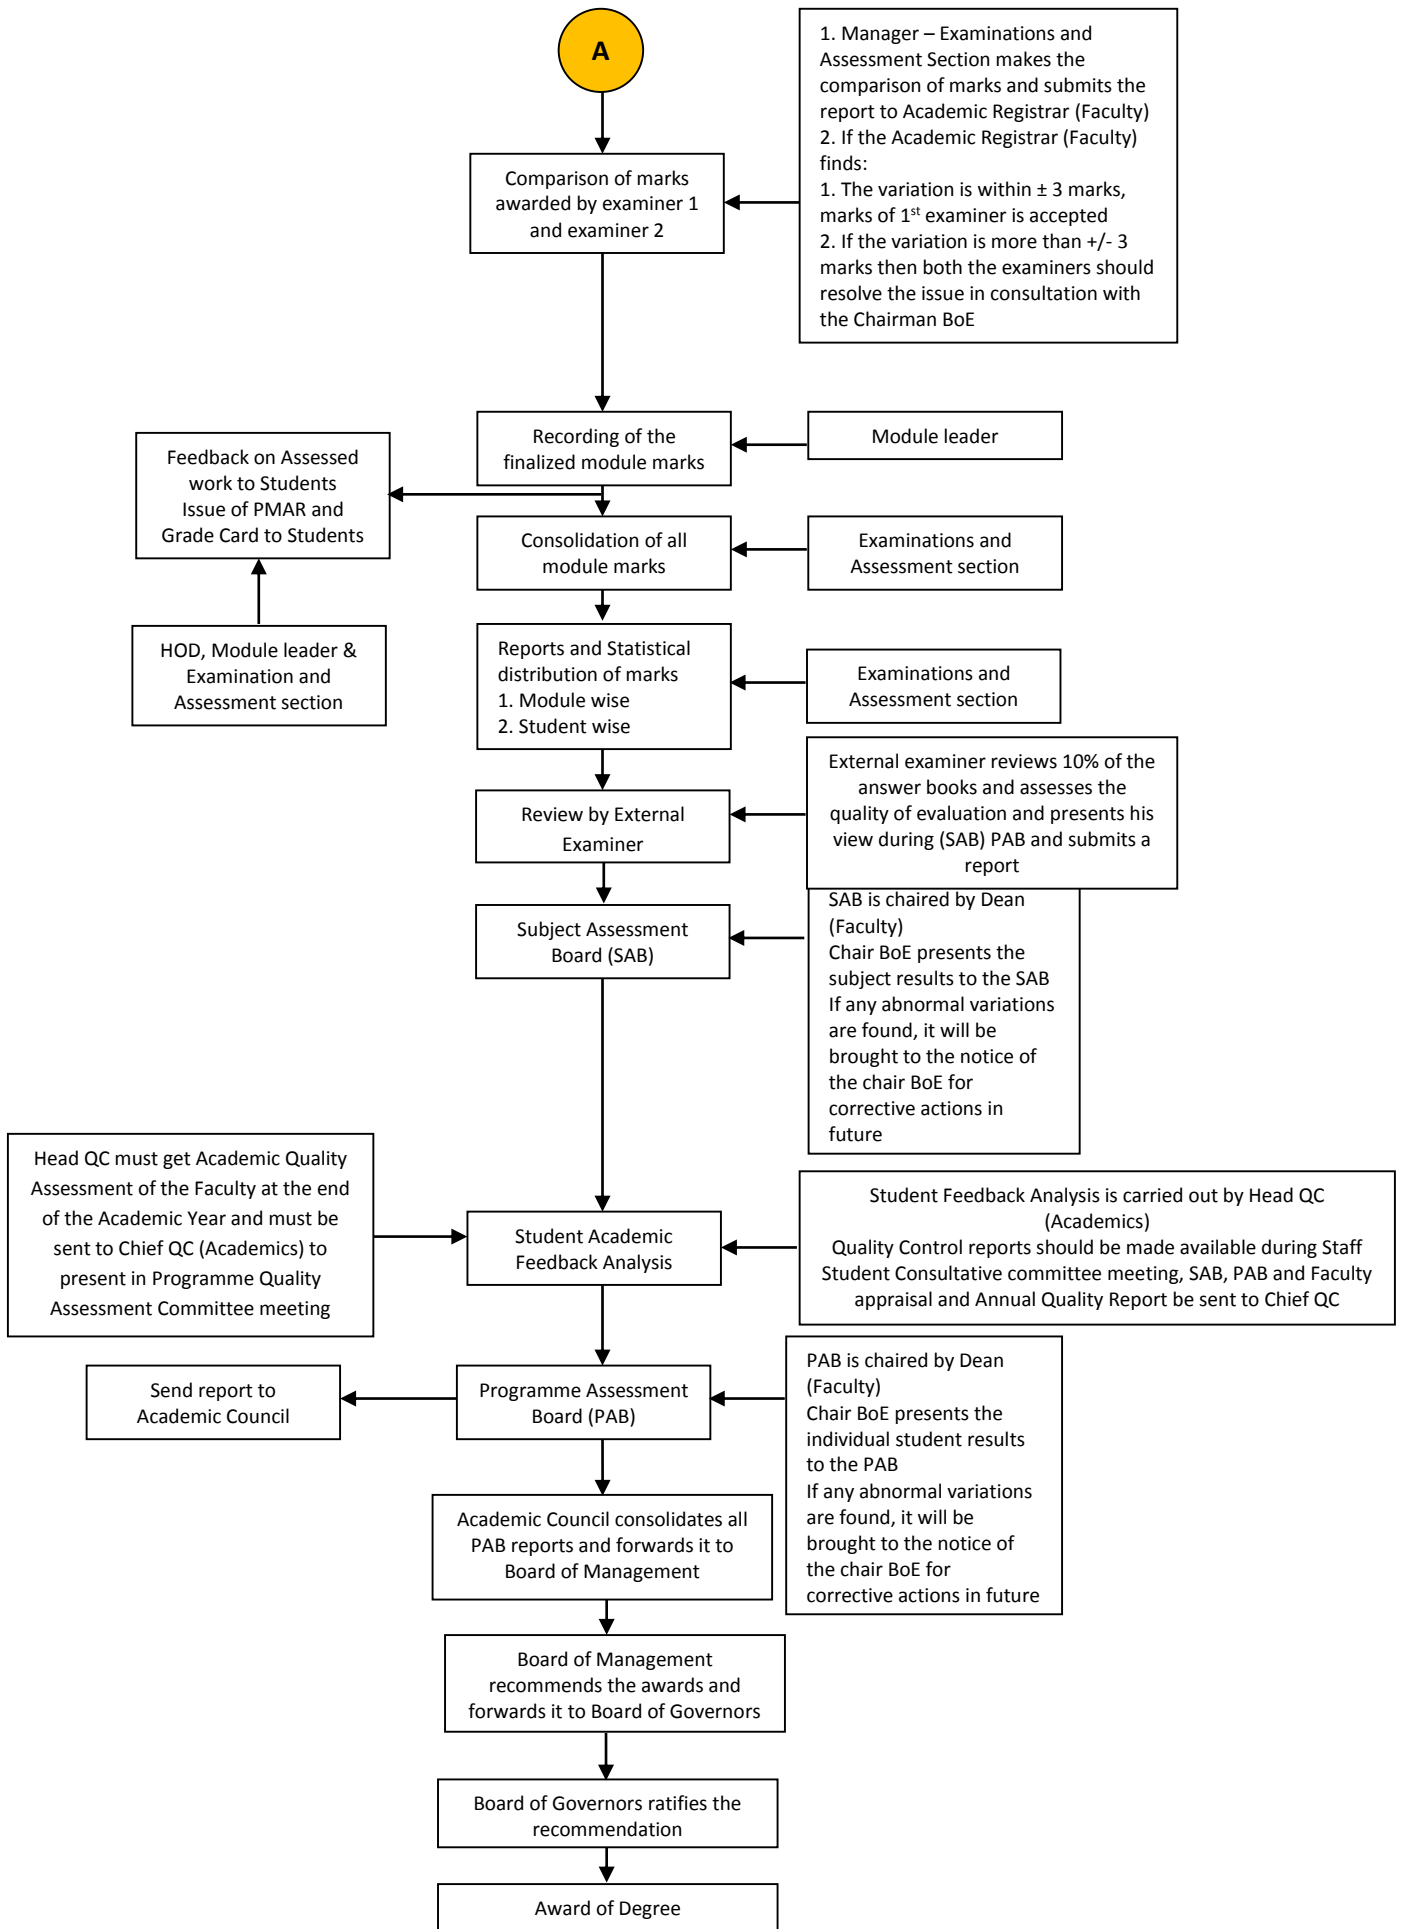 A
1. Manager – Examinations and
Assessment Section makes the
comparison of marks and submits the
report to Academic Registrar (Faculty)
2. If the Academic Registrar (Faculty)
finds:
1. The variation is within ± 3 marks,
marks of 1st examiner is accepted
2. If the variation is more than +/- 3
marks then both the examiners should
resolve the issue in consultation with
the Chairman BoE
Comparison of marks
awarded by examiner 1
and examiner 2
Recording of the
finalized module marks
Module leader
Feedback on Assessed
work to Students
Issue of PMAR and
Grade Card to Students
Consolidation of all
module marks
Examinations and
Assessment section
HOD, Module leader &
Examination and
Assessment section
Reports and Statistical
distribution of marks
1. Module wise
2. Student wise
Examinations and
Assessment section
Review by External
Examiner
External examiner reviews 10% of the
answer books and assesses the
quality of evaluation and presents his
view during (SAB) PAB and submits a
report
Subject Assessment
Board (SAB)
SAB is chaired by Dean
(Faculty)
Chair BoE presents the
subject results to the SAB
If any abnormal variations
are found, it will be
brought to the notice of
the chair BoE for
corrective actions in
future
Head QC must get Academic Quality
Assessment of the Faculty at the end
of the Academic Year and must be
sent to Chief QC (Academics) to
present in Programme Quality
Assessment Committee meeting
Student Academic
Feedback Analysis
Student Feedback Analysis is carried out by Head QC
(Academics)
Quality Control reports should be made available during Staff
Student Consultative committee meeting, SAB, PAB and Faculty
appraisal and Annual Quality Report be sent to Chief QC
Send report to
Academic Council
Programme Assessment
Board (PAB)
PAB is chaired by Dean
(Faculty)
Chair BoE presents the
individual student results
to the PAB
If any abnormal variations
are found, it will be
brought to the notice of
the chair BoE for
corrective actions in future
Academic Council consolidates all
PAB reports and forwards it to
Board of Management
Board of Management
recommends the awards and
forwards it to Board of Governors
Board of Governors ratifies the
recommendation
Award of Degree